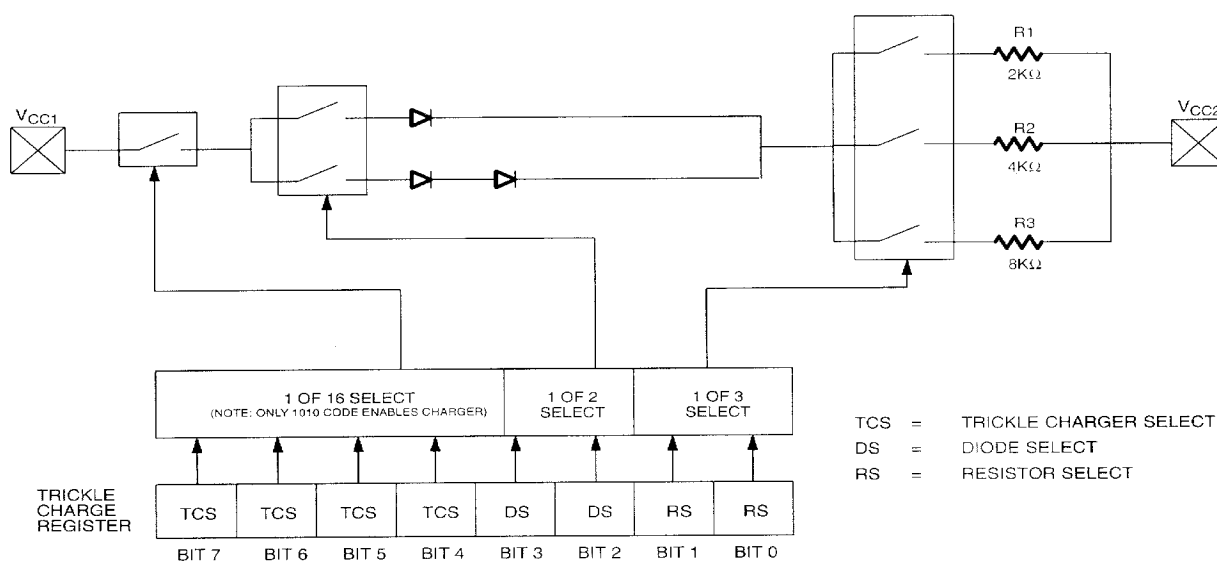 R1
2KΩ
VCC1
VCC2
R2
4KΩ
R3
8KΩ
1 OF 16 SELECT
(NOTE: ONLY 1010 CODE ENABLES CHARGER)
1 OF 2
SELECT
1 OF 3
SELECT
TCS = TRICKLE CHARGER SELECT
DS = DIODE SELECT
RS = RESISTOR SELECT
TRICKLE
CHARGE
REGISTER
TCS TCS TCS TCS DS DS RS RS
BIT 7 BIT 6 BIT 5 BIT 4 BIT 3 BIT 2 BIT 1 BIT 0